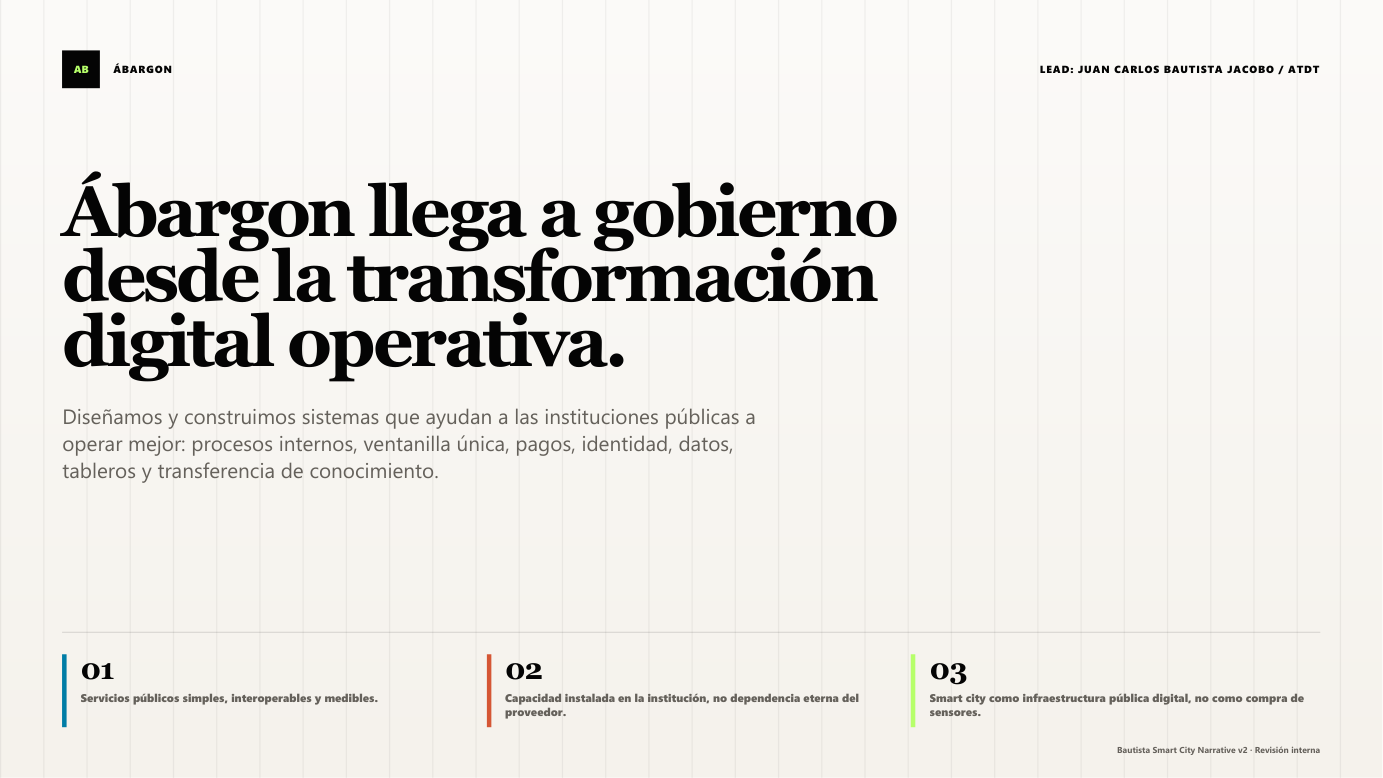 AB
ÁBARGON
LEAD: JUAN CARLOS BAUTISTA JACOBO / ATDT
Ábargon llega a gobierno
desde la transformación
digital operativa.
Diseñamos y construimos sistemas que ayudan a las instituciones públicas a
operar mejor: procesos internos, ventanilla única, pagos, identidad, datos,
tableros y transferencia de conocimiento.
01
Servicios públicos simples, interoperables y medibles.
02
Capacidad instalada en la institución, no dependencia eterna del
proveedor.
03
Smart city como infraestructura pública digital, no como compra de
sensores.
Bautista Smart City Narrative v2 · Revisión interna